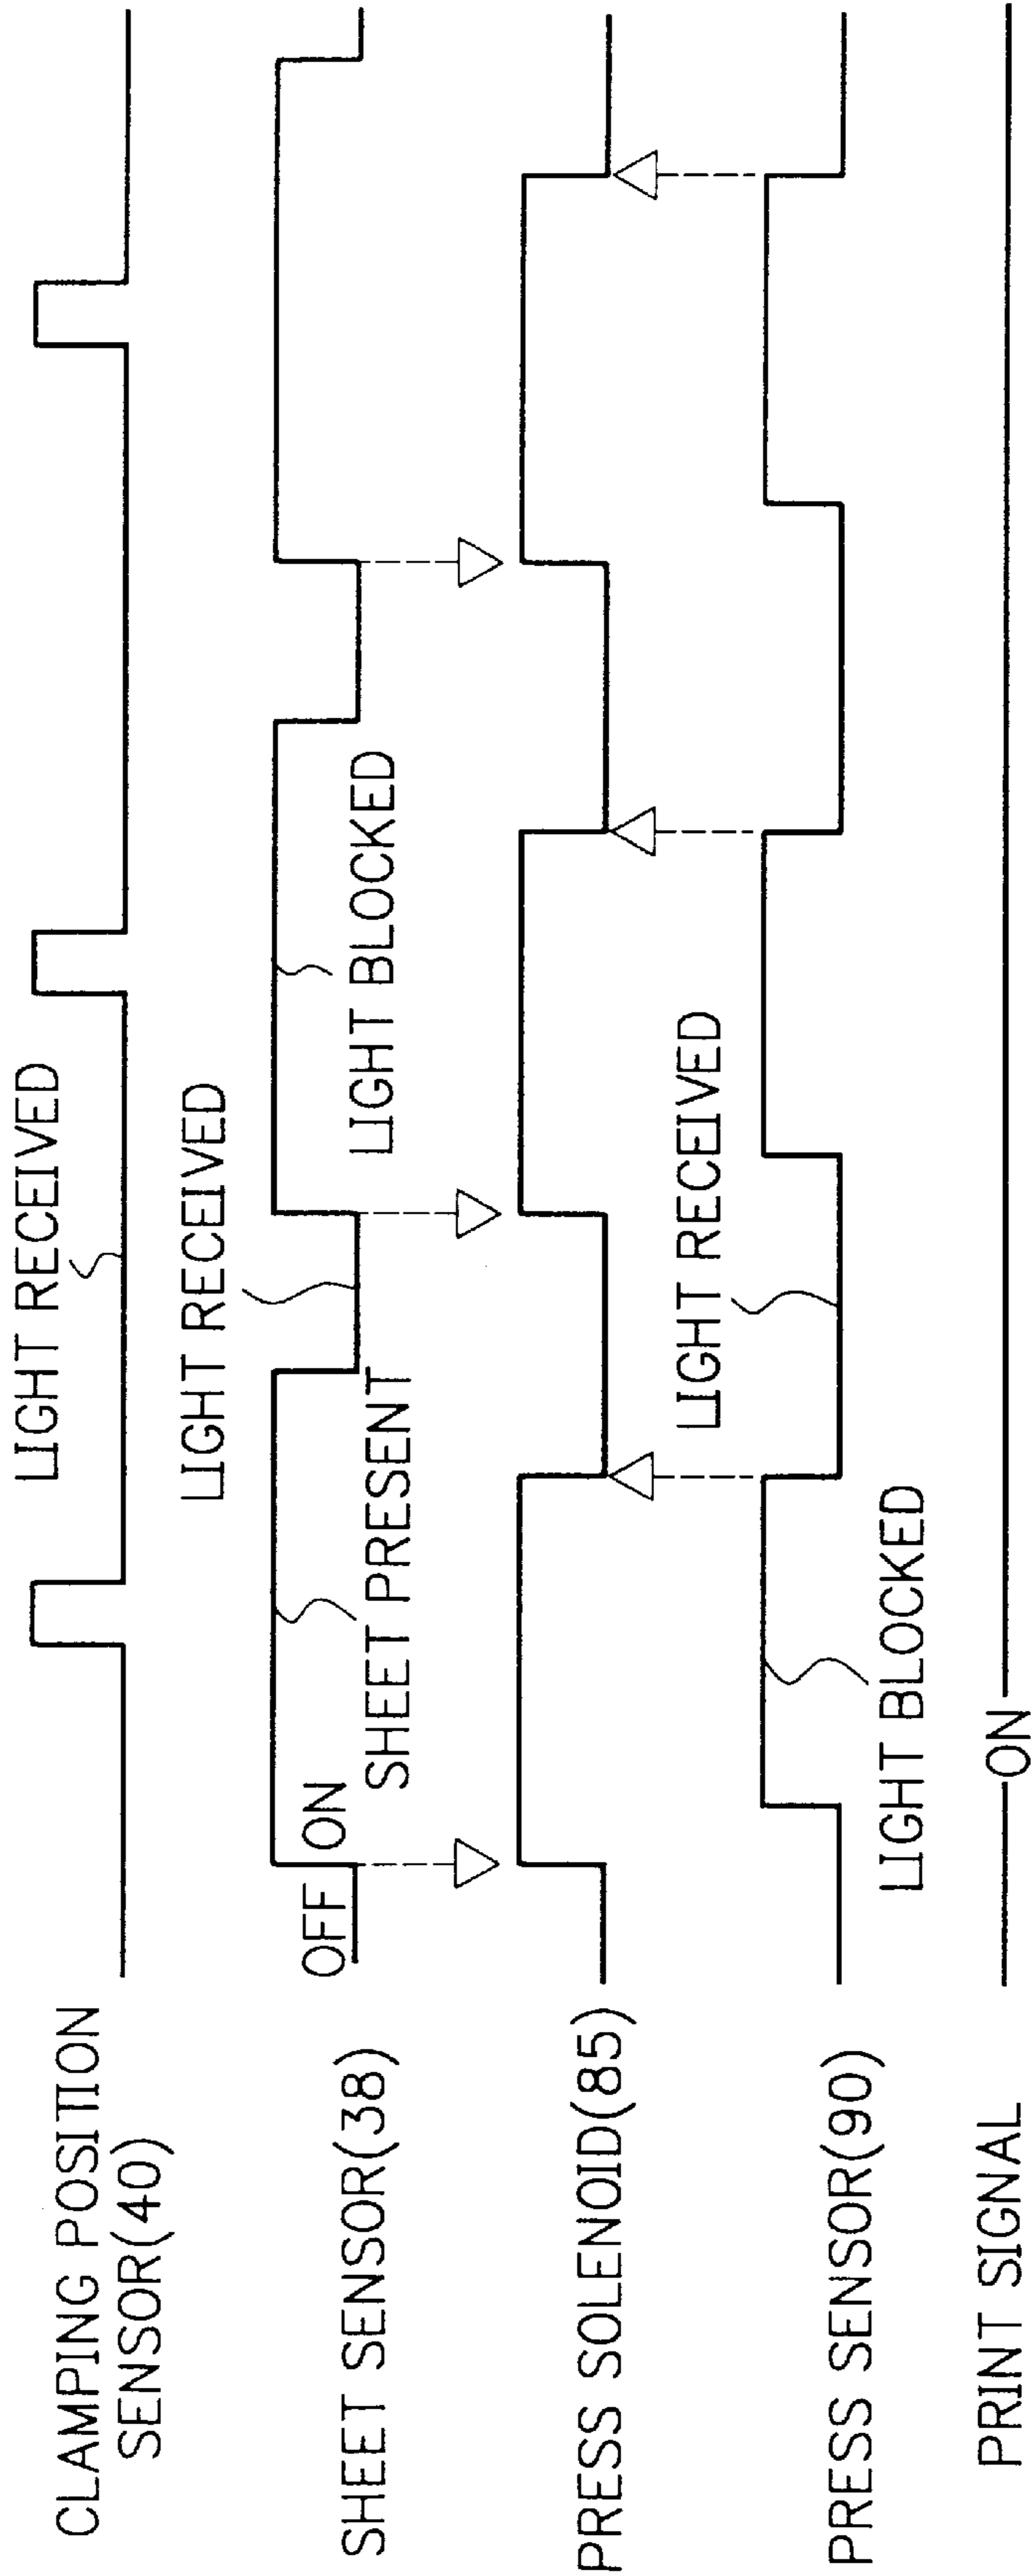 CLAMPING POSITION
SENSOR(40)
LIGHT RECEIVED
SHEET SENSOR(38)
OFF
ON
SHEET PRESENT
LIGHT RECEIVED
LIGHT BLOCKED
PRESS SOLENOID(85)
PRESS SENSOR(90)
LIGHT BLOCKED
LIGHT RECEIVED
PRINT SIGNAL
ON